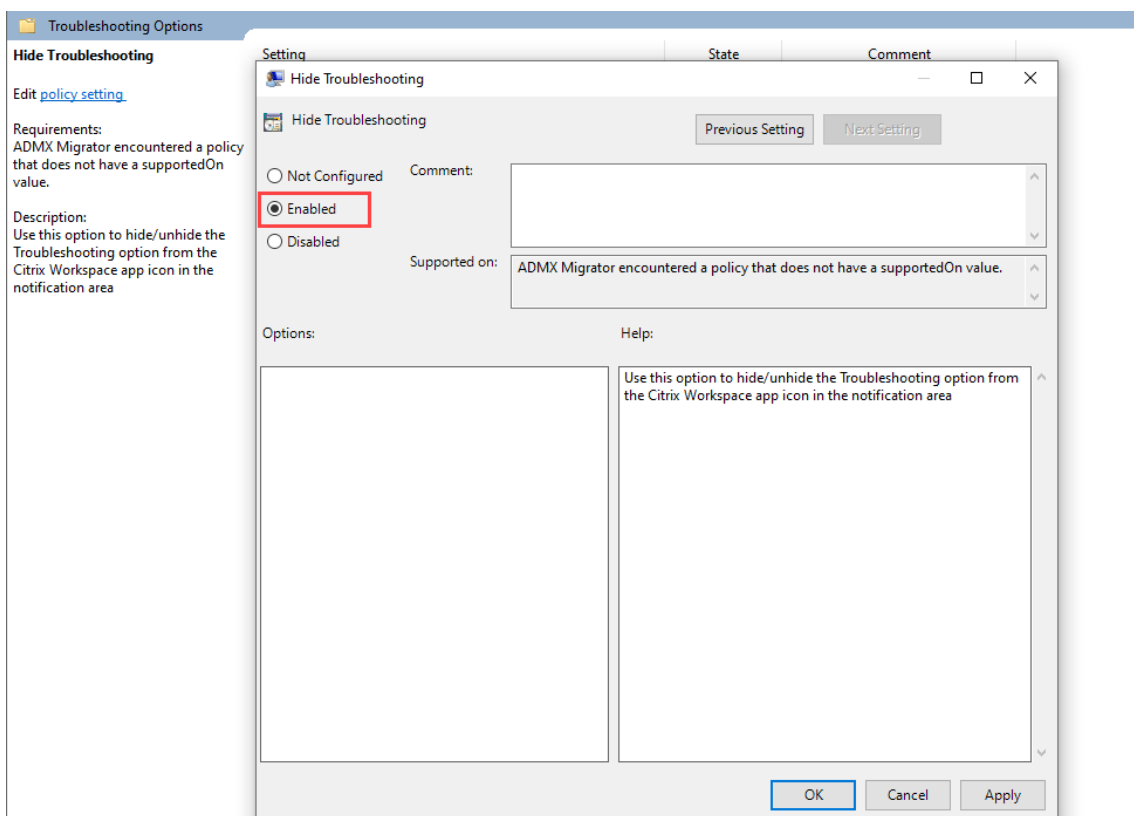 Troubleshooting Options
Hide Troubleshooting
Edit policy setting
Requirements:
ADMX Migrator encountered a policy
that does not have a supportedOn
value.
Description:
Use this option to hide/unhide the
Troubleshooting option from the
Citrix Workspace app icon in the
notification area
Setting
State
Comment
Hide Troubleshooting
Hide Troubleshooting
Previous Setting
Next Setting
Not Configured
Enabled
Disabled
Comment:
Supported on:
ADMX Migrator encountered a policy that does not have a supportedOn value.
Options:
Help:
Use this option to hide/unhide the Troubleshooting option from
the Citrix Workspace app icon in the notification area
OK
Cancel
Apply